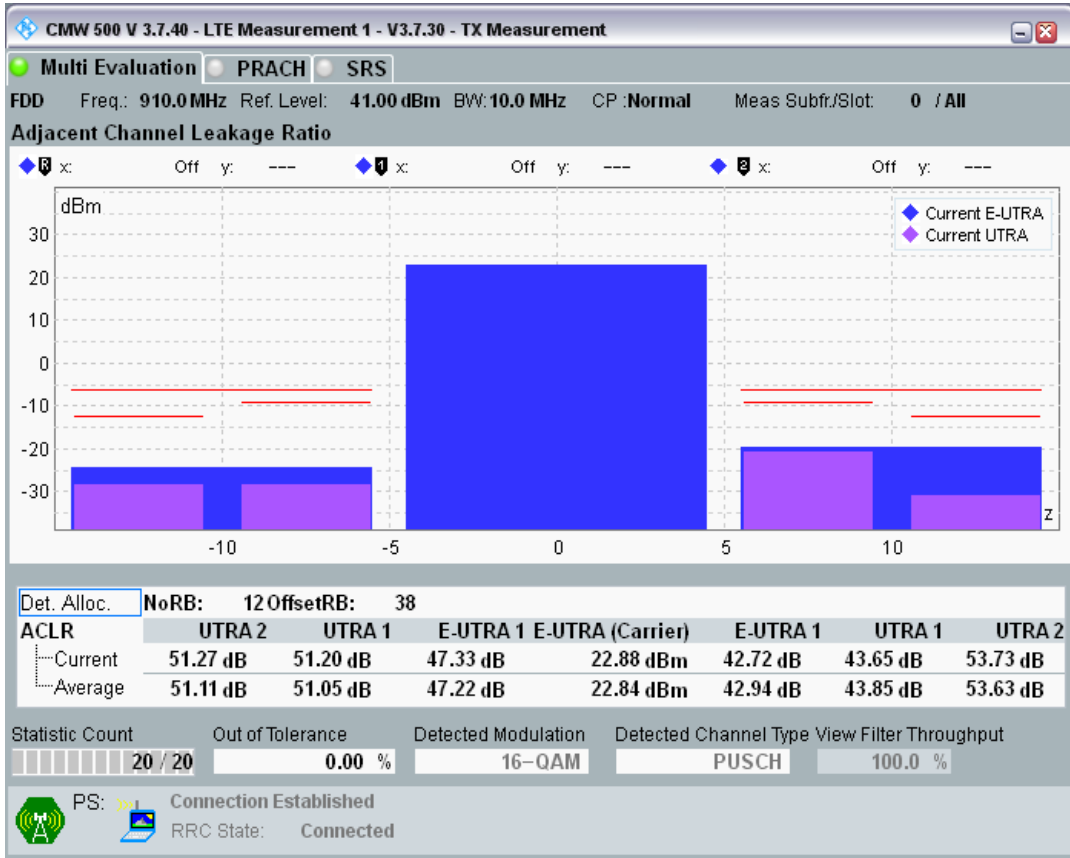 CMW 500 V 3.7.40 - LTE Measurement 1 - V3.7.30 - TX Measurement
Multi Evaluation PRACH SRS
FDD Freq.: 910.0 MHz Ref. Level: 41.00 dBm BW: 10.0 MHz CP :Normal Meas Subfr./Slot: 0 / All
Adjacent Channel Leakage Ratio
R x: Off y: --- 1 x: Off y: --- 2 x: Off y: ---
dBm
Current E-UTRA
Current UTRA
30
20
10
0
-10
-20
-30
z
-10 -5 0 5 10
Det. Alloc. NoRB: 12 OffsetRB: 38
ACLR UTRA 2 UTRA 1 E-UTRA 1 E-UTRA (Carrier) E-UTRA 1 UTRA 1 UTRA 2
Current 51.27 dB 51.20 dB 47.33 dB 22.88 dBm 42.72 dB 43.65 dB 53.73 dB
Average 51.11 dB 51.05 dB 47.22 dB 22.84 dBm 42.94 dB 43.85 dB 53.63 dB
Statistic Count Out of Tolerance Detected Modulation Detected Channel Type View Filter Throughput
20 / 20 0.00 % 16-QAM PUSCH 100.0 %
PS: Connection Established
RRC State: Connected